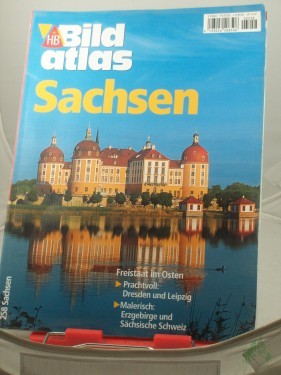 HB Bild
atlas
Sachsen
Freistaat im Osten
Prachtvoll:
Dresden und Leipzig
Malerisch:
Erzgebirge und
Sächsische Schweiz
258 Sachsen